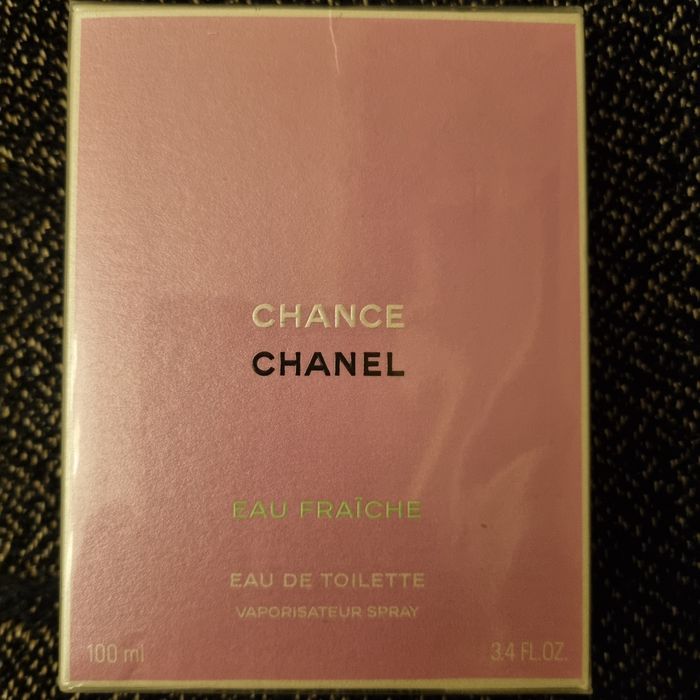 CHANCE
CHANEL
EAU FRAÎCHE
EAU DE TOILETTE
VAPORISATEUR SPRAY
100 ml 3.4 FL.OZ.